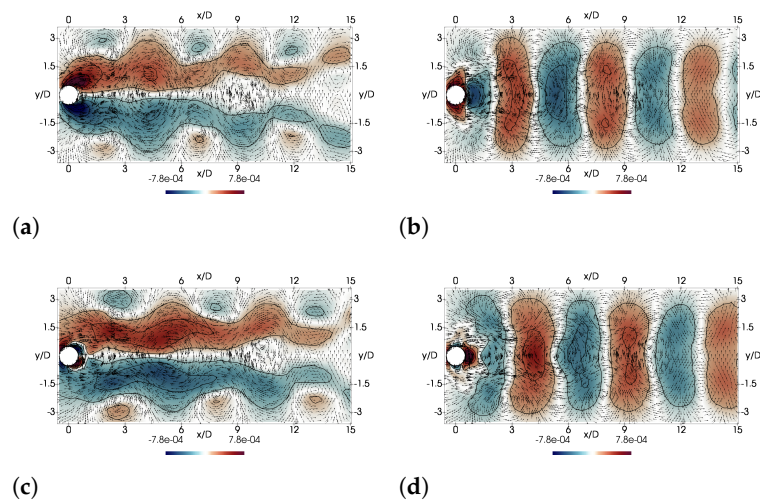 x/D x/D
0 3 6 9 12 15 0 3 6 9 12 15
3 3 3 3
1.5 1.5 1.5 1.5
y/D y/D y/D y/D
-1.5 -1.5 -1.5 -1.5
-3 -3 -3 -3
0 3 6 9 12 15 0 3 6 9 12 15
x/D x/D
-7.8e-04 7.8e-04 -7.8e-04 7.8e-04
(a) (b)
x/D x/D
0 3 6 9 12 15 0 3 6 9 12 15
3 3 3 3
1.5 1.5 1.5 1.5
y/D y/D y/D y/D
-1.5 -1.5 -1.5 -1.5
-3 -3 -3 -3
0 3 6 9 12 15 0 3 6 9 12 15
x/D x/D
-7.8e-04 7.8e-04 -7.8e-04 7.8e-04
(c) (d)